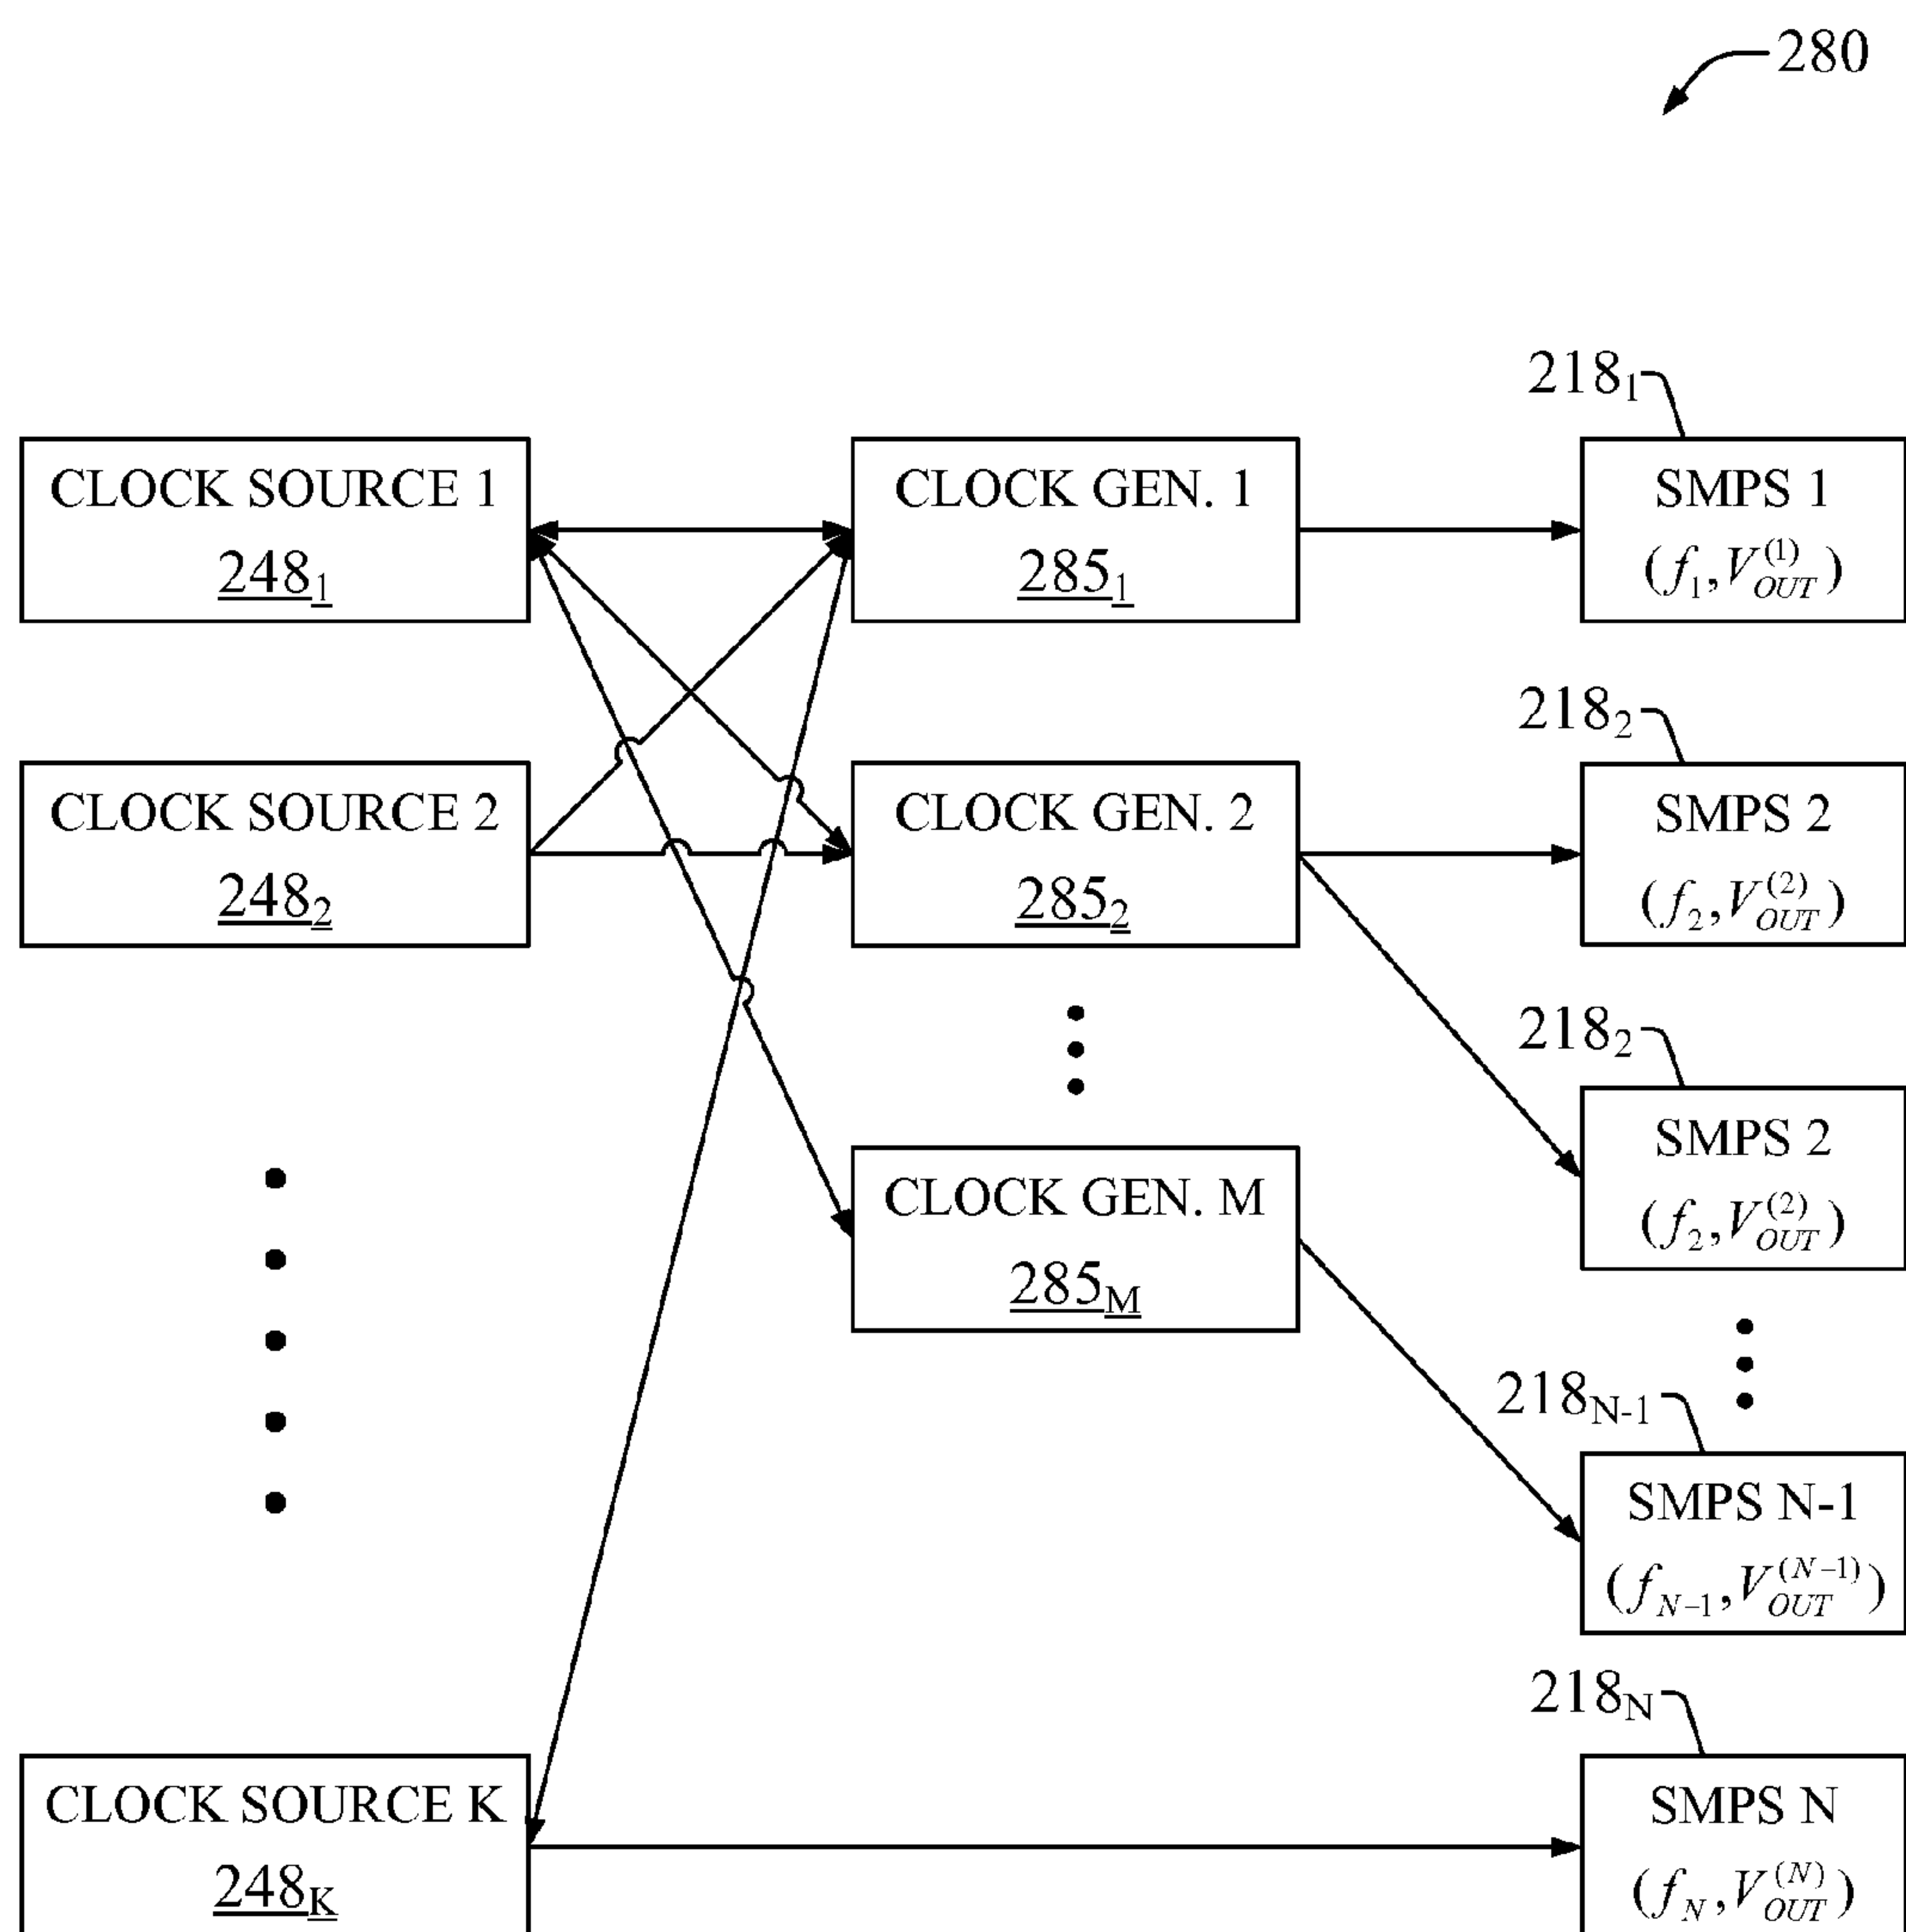 280
218₁
CLOCK SOURCE 1
248₁
CLOCK GEN. 1
285₁
SMPS 1
(f₁, V_OUT^(1))
218₂
CLOCK SOURCE 2
248₂
CLOCK GEN. 2
285₂
SMPS 2
(f₂, V_OUT^(2))
218₂
SMPS 2
(f₂, V_OUT^(2))
CLOCK GEN. M
285_M
218_N-1
SMPS N-1
(f_N-1, V_OUT^(N-1))
218_N
CLOCK SOURCE K
248_K
SMPS N
(f_N, V_OUT^(N))